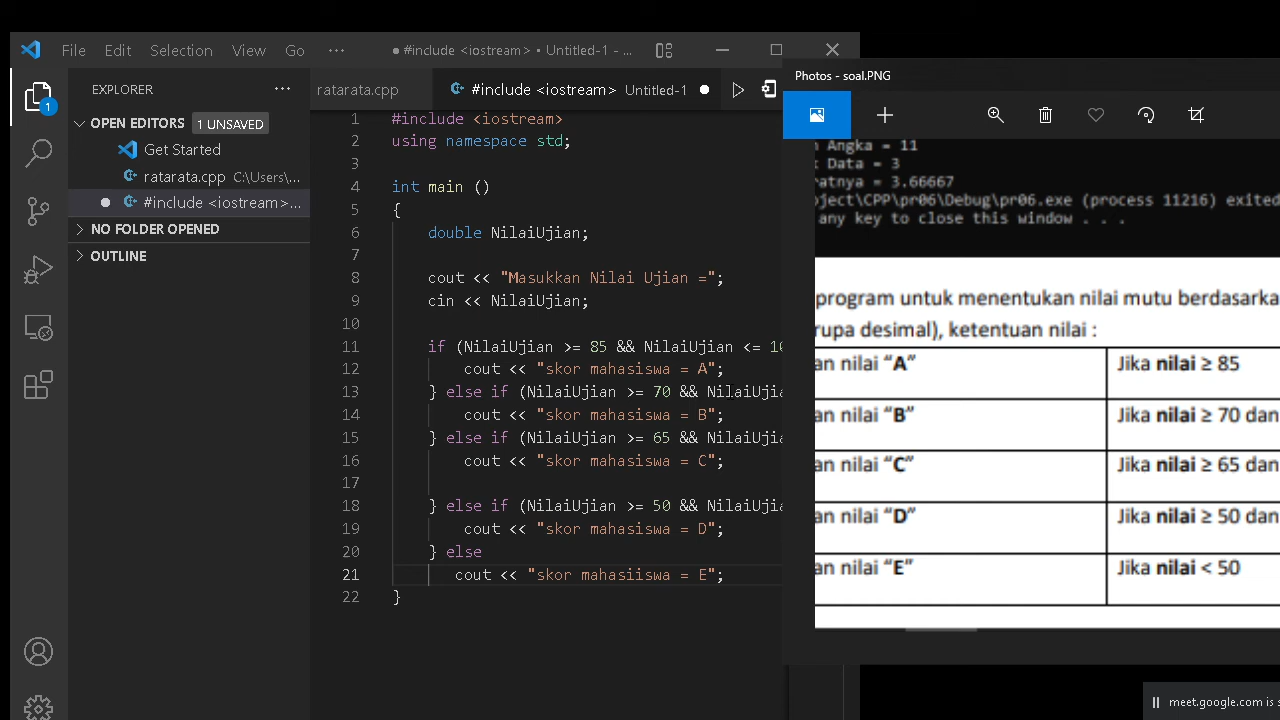 File Edit Selection View Go ··· ● #include <iostream> • Untitled-1 - ...
EXPLORER ···
OPEN EDITORS 1 UNSAVED
Get Started
ratarata.cpp C:\Users\...
● #include <iostream>...
NO FOLDER OPENED
OUTLINE
1
ratarata.cpp #include <iostream> Untitled-1 ●
1 #include <iostream>
2 using namespace std;
3
4 int main ()
5 {
6 double NilaiUjian;
7
8 cout << "Masukkan Nilai Ujian =";
9 cin << NilaiUjian;
10
11 if (NilaiUjian >= 85 && NilaiUjian <= 10
12 cout << "skor mahasiswa = A";
13 } else if (NilaiUjian >= 70 && NilaiUjia
14 cout << "skor mahasiswa = B";
15 } else if (NilaiUjian >= 65 && NilaiUjia
16 cout << "skor mahasiswa = C";
17
18 } else if (NilaiUjian >= 50 && NilaiUjia
19 cout << "skor mahasiswa = D";
20 } else
21 cout << "skor mahasiiswa = E";
22 }
Photos - soal.PNG
Angka = 11
Data = 3
ratnya = 3.66667
oject\CPP\pr06\Debug\pr06.exe (process 11216) exited
any key to close this window . . .
program untuk menentukan nilai mutu berdasarka
rupa desimal), ketentuan nilai :
an nilai “A” Jika nilai ≥ 85
an nilai “B” Jika nilai ≥ 70 dan
an nilai “C” Jika nilai ≥ 65 dan
an nilai “D” Jika nilai ≥ 50 dan
an nilai “E” Jika nilai < 50
meet.google.com is s